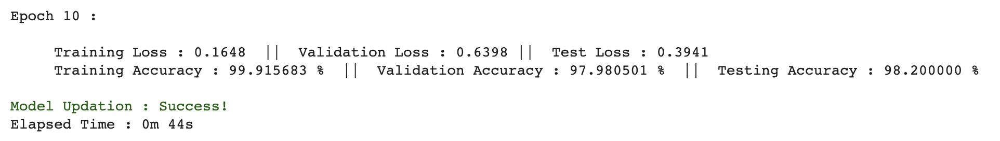 Epoch 10 :
Training Loss : 0.1648 || Validation Loss : 0.6398 || Test Loss : 0.3941
Training Accuracy : 99.915683 % || Validation Accuracy : 97.980501 % || Testing Accuracy : 98.200000 %
Model Updation : Success!
Elapsed Time : 0m 44s